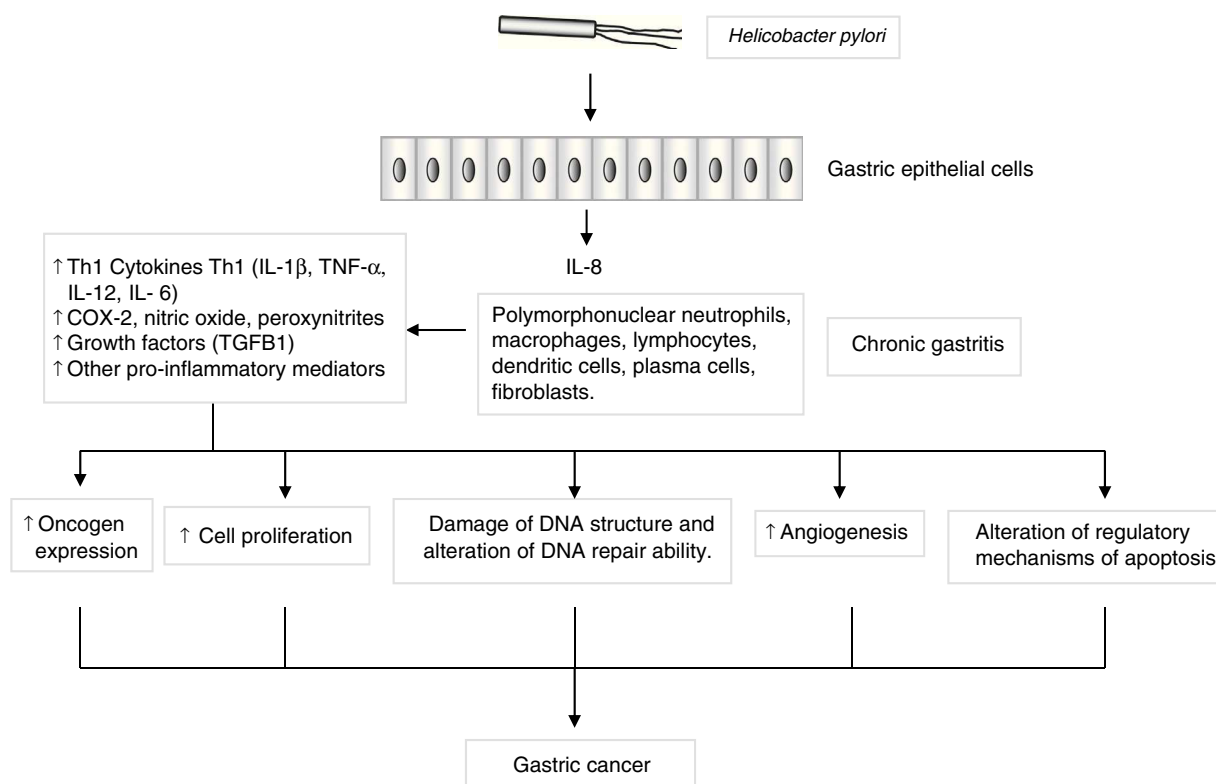 Helicobacter pylori
Gastric epithelial cells
IL-8
↑ Th1 Cytokines Th1 (IL-1β, TNF-α,
IL-12, IL- 6)
↑ COX-2, nitric oxide, peroxynitrites
↑ Growth factors (TGFB1)
↑ Other pro-inflammatory mediators
Polymorphonuclear neutrophils,
macrophages, lymphocytes,
dendritic cells, plasma cells,
fibroblasts.
Chronic gastritis
↑ Oncogen
expression
↑ Cell proliferation
Damage of DNA structure and
alteration of DNA repair ability.
↑ Angiogenesis
Alteration of regulatory
mechanisms of apoptosis
Gastric cancer